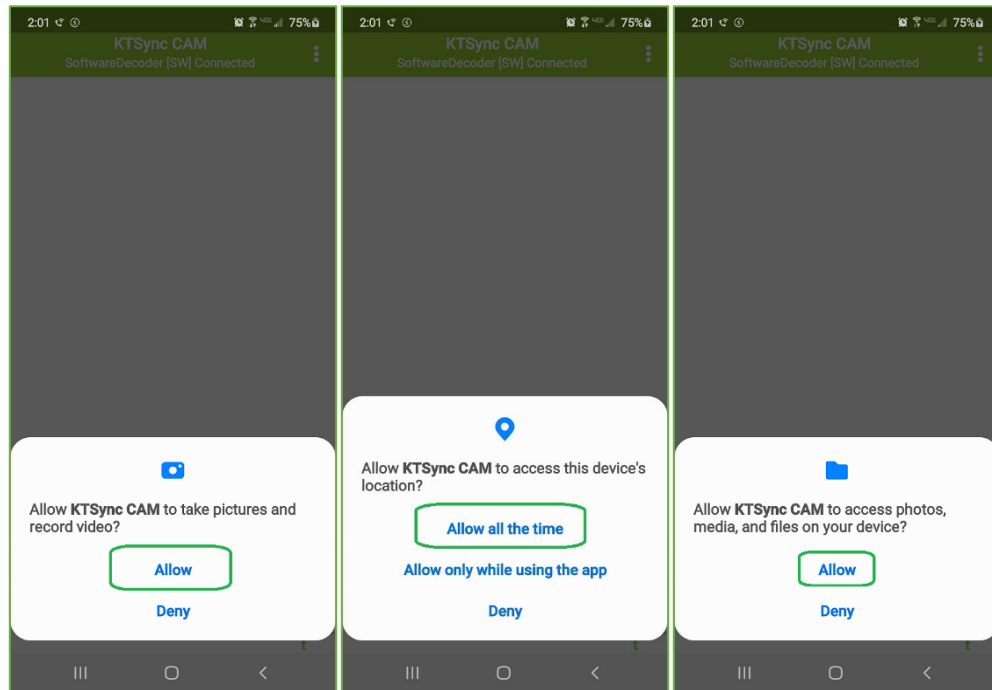 2:01 75%
KTSync CAM
SoftwareDecoder [SW] Connected
Allow KTSync CAM to take pictures and
record video?
Allow
Deny
2:01 75%
KTSync CAM
SoftwareDecoder [SW] Connected
Allow KTSync CAM to access this device's
location?
Allow all the time
Allow only while using the app
Deny
2:01 75%
KTSync CAM
SoftwareDecoder [SW] Connected
Allow KTSync CAM to access photos,
media, and files on your device?
Allow
Deny
t